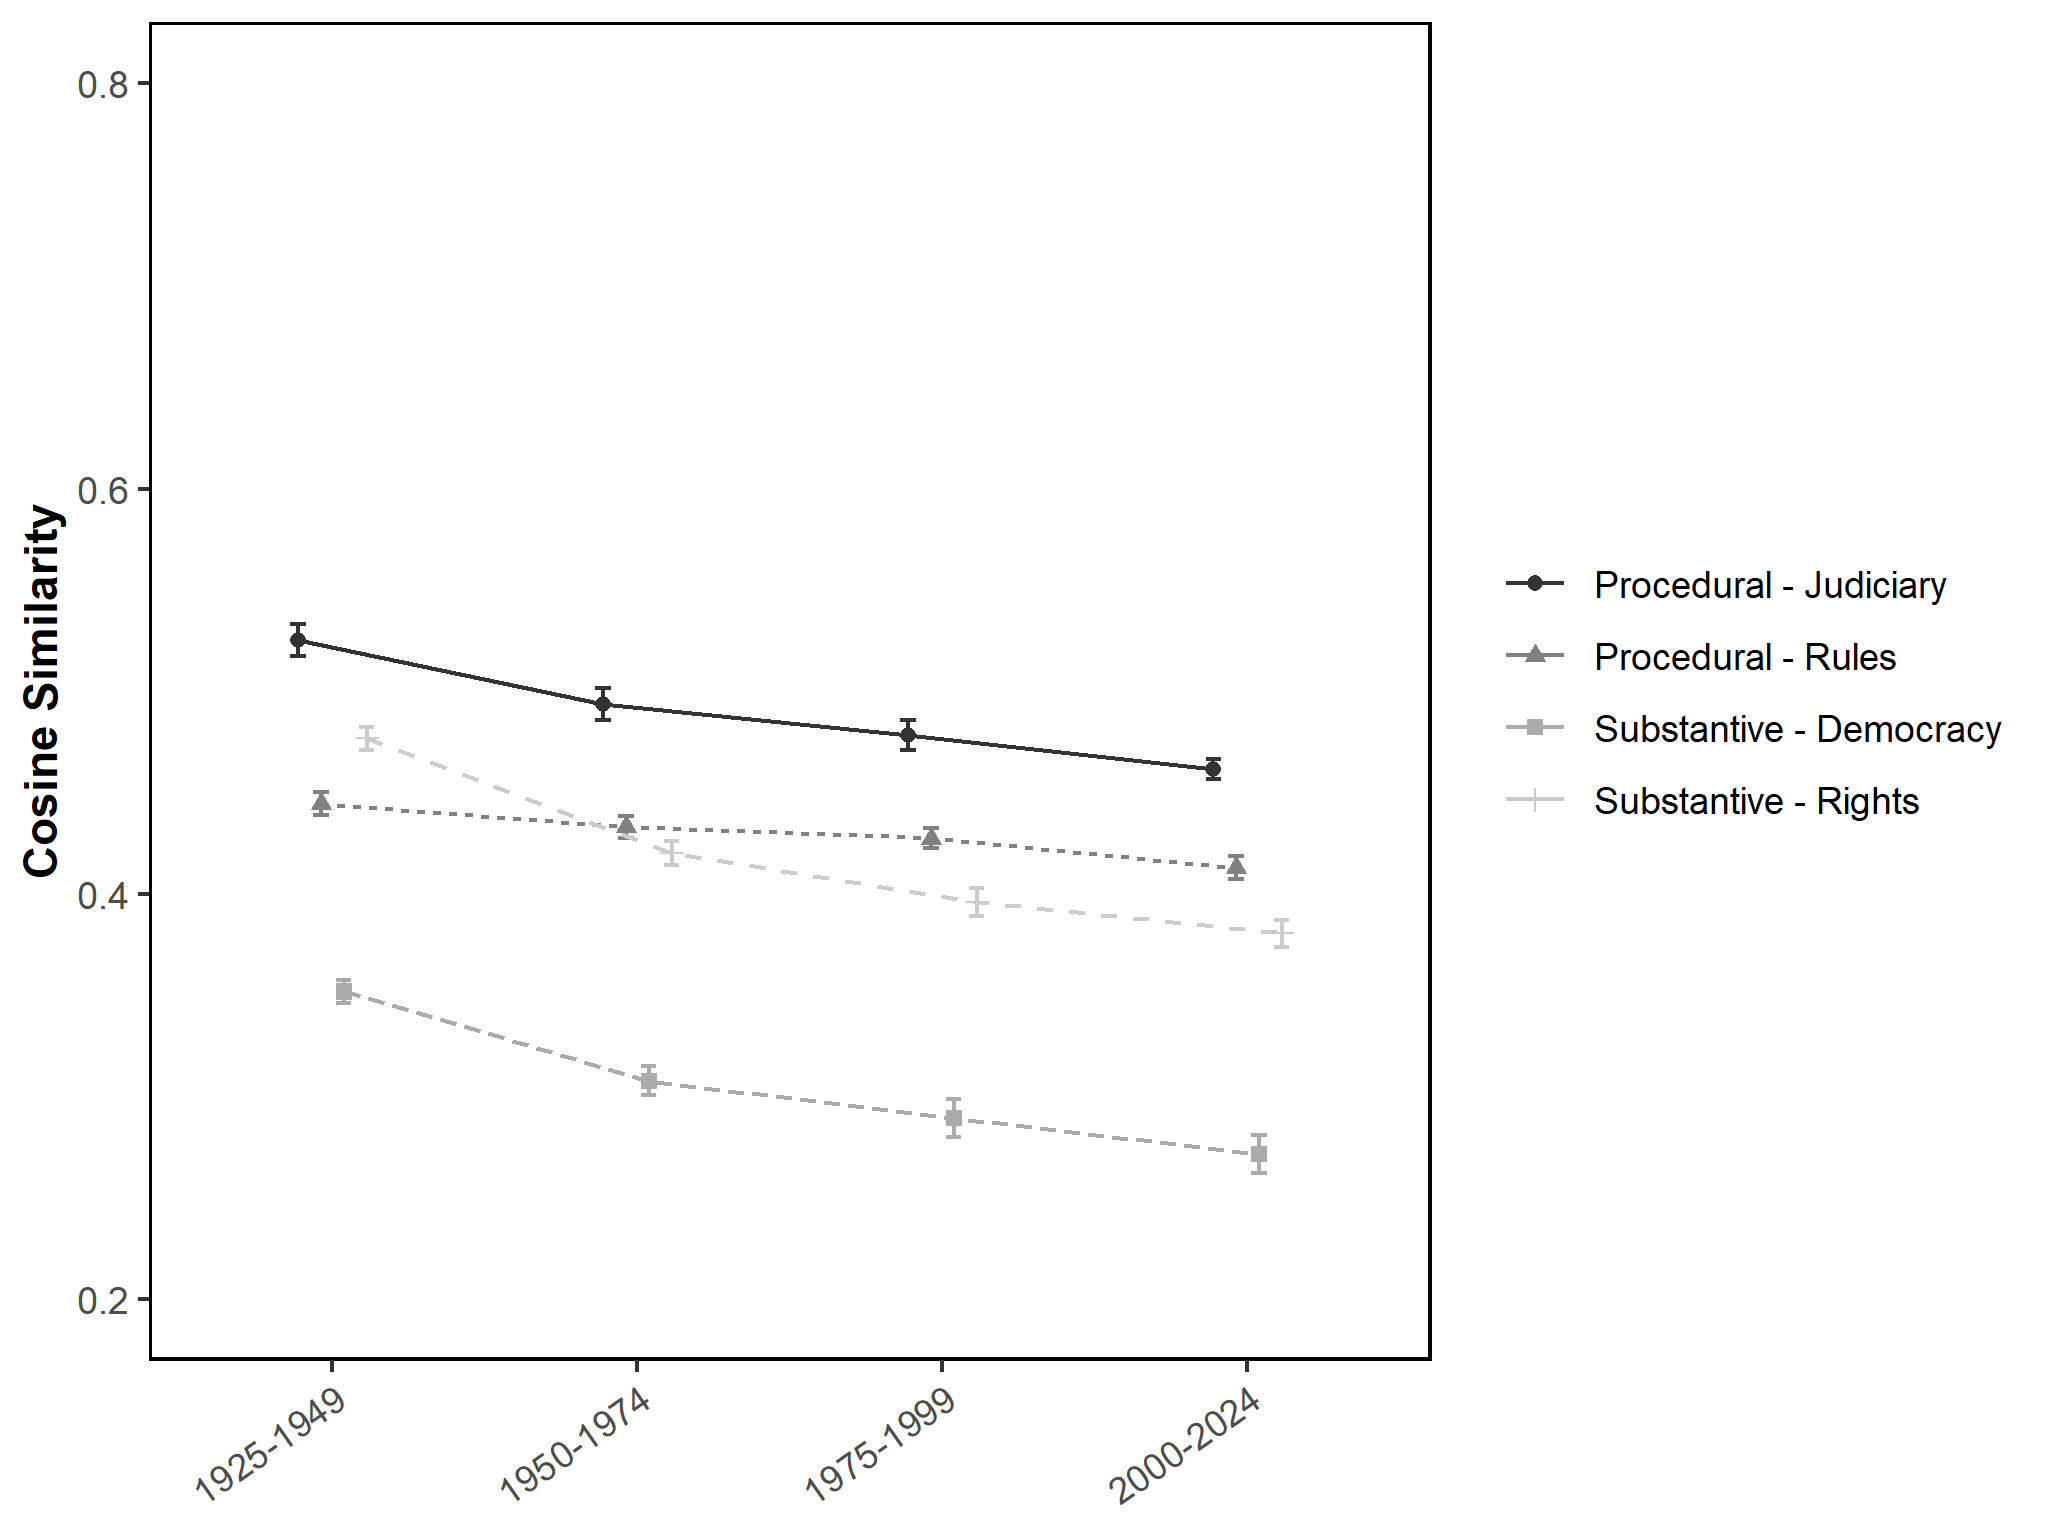 0.8
0.6
0.4
0.2
Cosine Similarity
1925-1949
1950-1974
1975-1999
2000-2024
Procedural - Judiciary
Procedural - Rules
Substantive - Democracy
Substantive - Rights